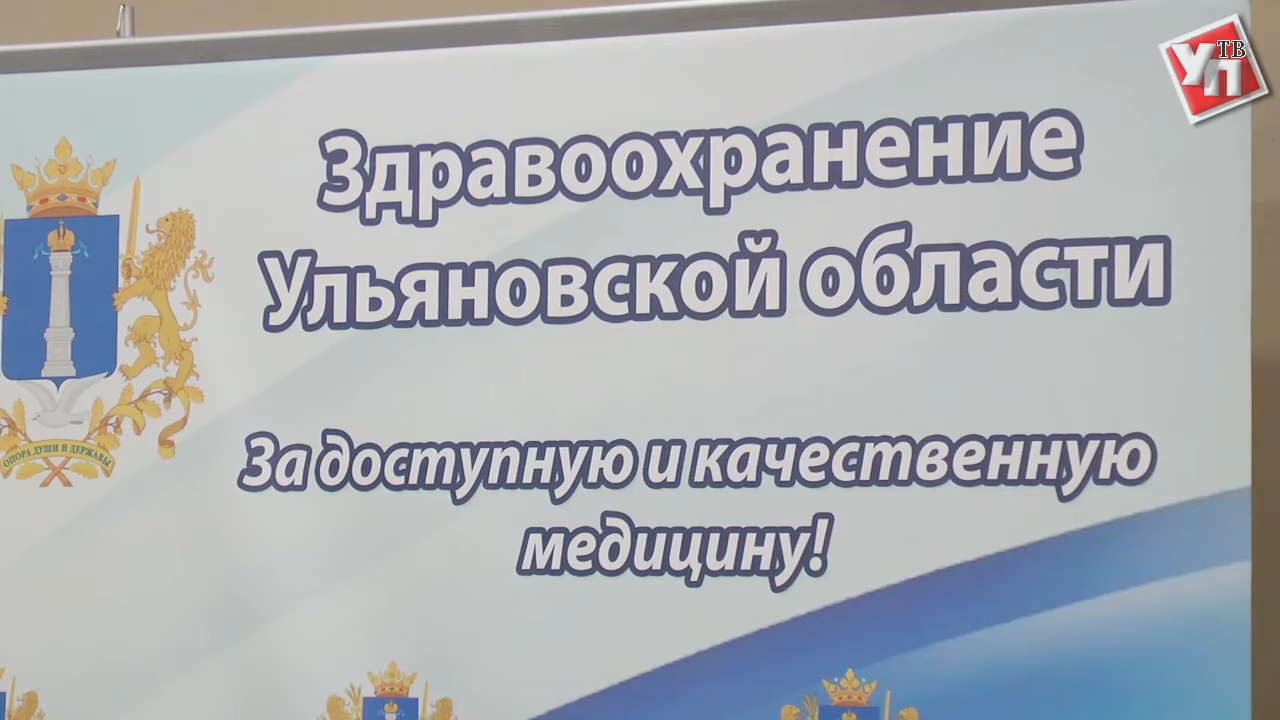 УП ТВ
Здравоохранение
Ульяновской области
За доступную и качественную
медицину!
ОПОРА ДУШИ И ДЕРЖАВЫ